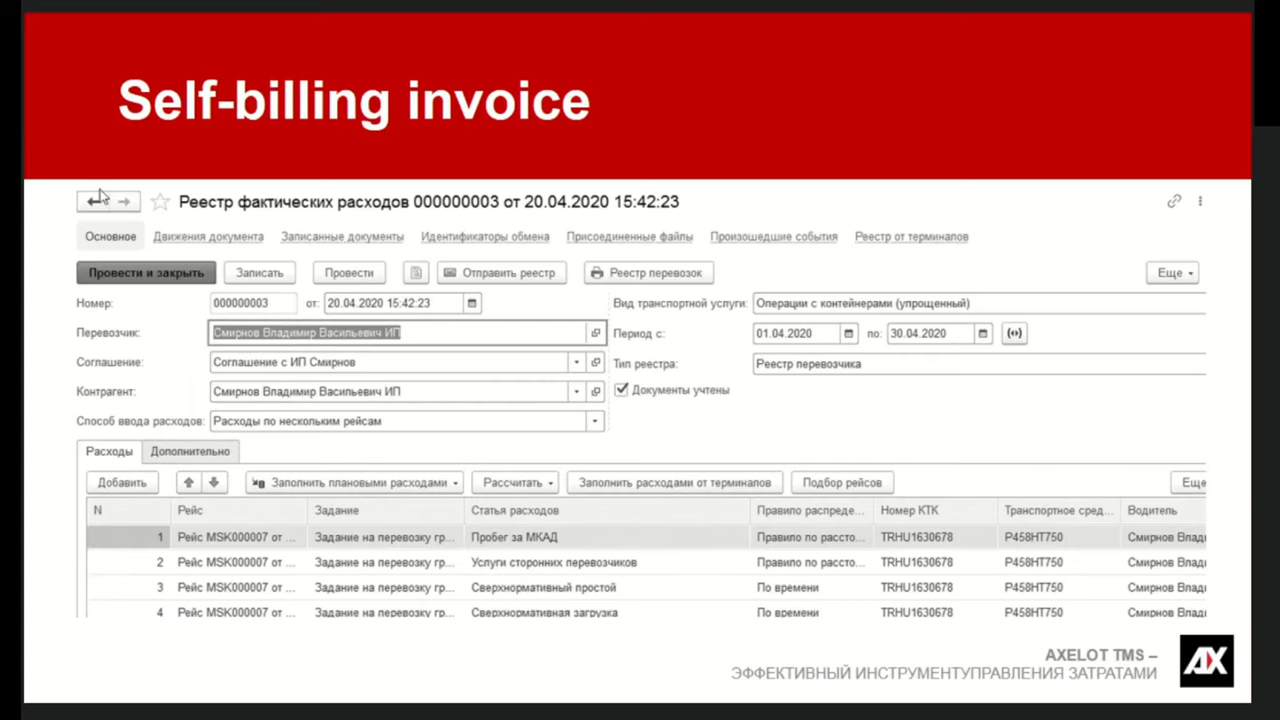 Self-billing invoice
Реестр фактических расходов 000000003 от 20.04.2020 15:42:23
Основное Движения документа Записанные документы Идентификаторы обмена Присоединенные файлы Произошедшие события Реестр от терминалов
Провести и закрыть Записать Провести Отправить реестр Реестр перевозок Еще
Номер: 000000003 от: 20.04.2020 15:42:23 Вид транспортной услуги: Операции с контейнерами (упрощенный)
Перевозчик: Смирнов Владимир Васильевич ИП Период с: 01.04.2020 по: 30.04.2020
Соглашение: Соглашение с ИП Смирнов Тип реестра: Реестр перевозчика
Контрагент: Смирнов Владимир Васильевич ИП Документы учтены
Способ ввода расходов: Расходы по нескольким рейсам
Расходы Дополнительно
Добавить Заполнить плановыми расходами Рассчитать Заполнить расходами от терминалов Подбор рейсов Еще
N Рейс Задание Статья расходов Правило распреде... Номер КТК Транспортное сред... Водитель
1 Рейс MSK000007 от ... Задание на перевозку гр... Пробег за МКАД Правило по рассто... TRHU1630678 Р458НТ750 Смирнов Влад
2 Рейс MSK000007 от ... Задание на перевозку гр... Услуги сторонних перевозчиков Правило по рассто... TRHU1630678 Р458НТ750 Смирнов Влад
3 Рейс MSK000007 от ... Задание на перевозку гр... Сверхнормативный простой По времени TRHU1630678 Р458НТ750 Смирнов Влад
4 Рейс MSK000007 от ... Задание на перевозку гр... Сверхнормативная загрузка По времени TRHU1630678 Р458НТ750 Смирнов Влад
AXELOT TMS –
ЭФФЕКТИВНЫЙ ИНСТРУМЕНТУПРАВЛЕНИЯ ЗАТРАТАМИ